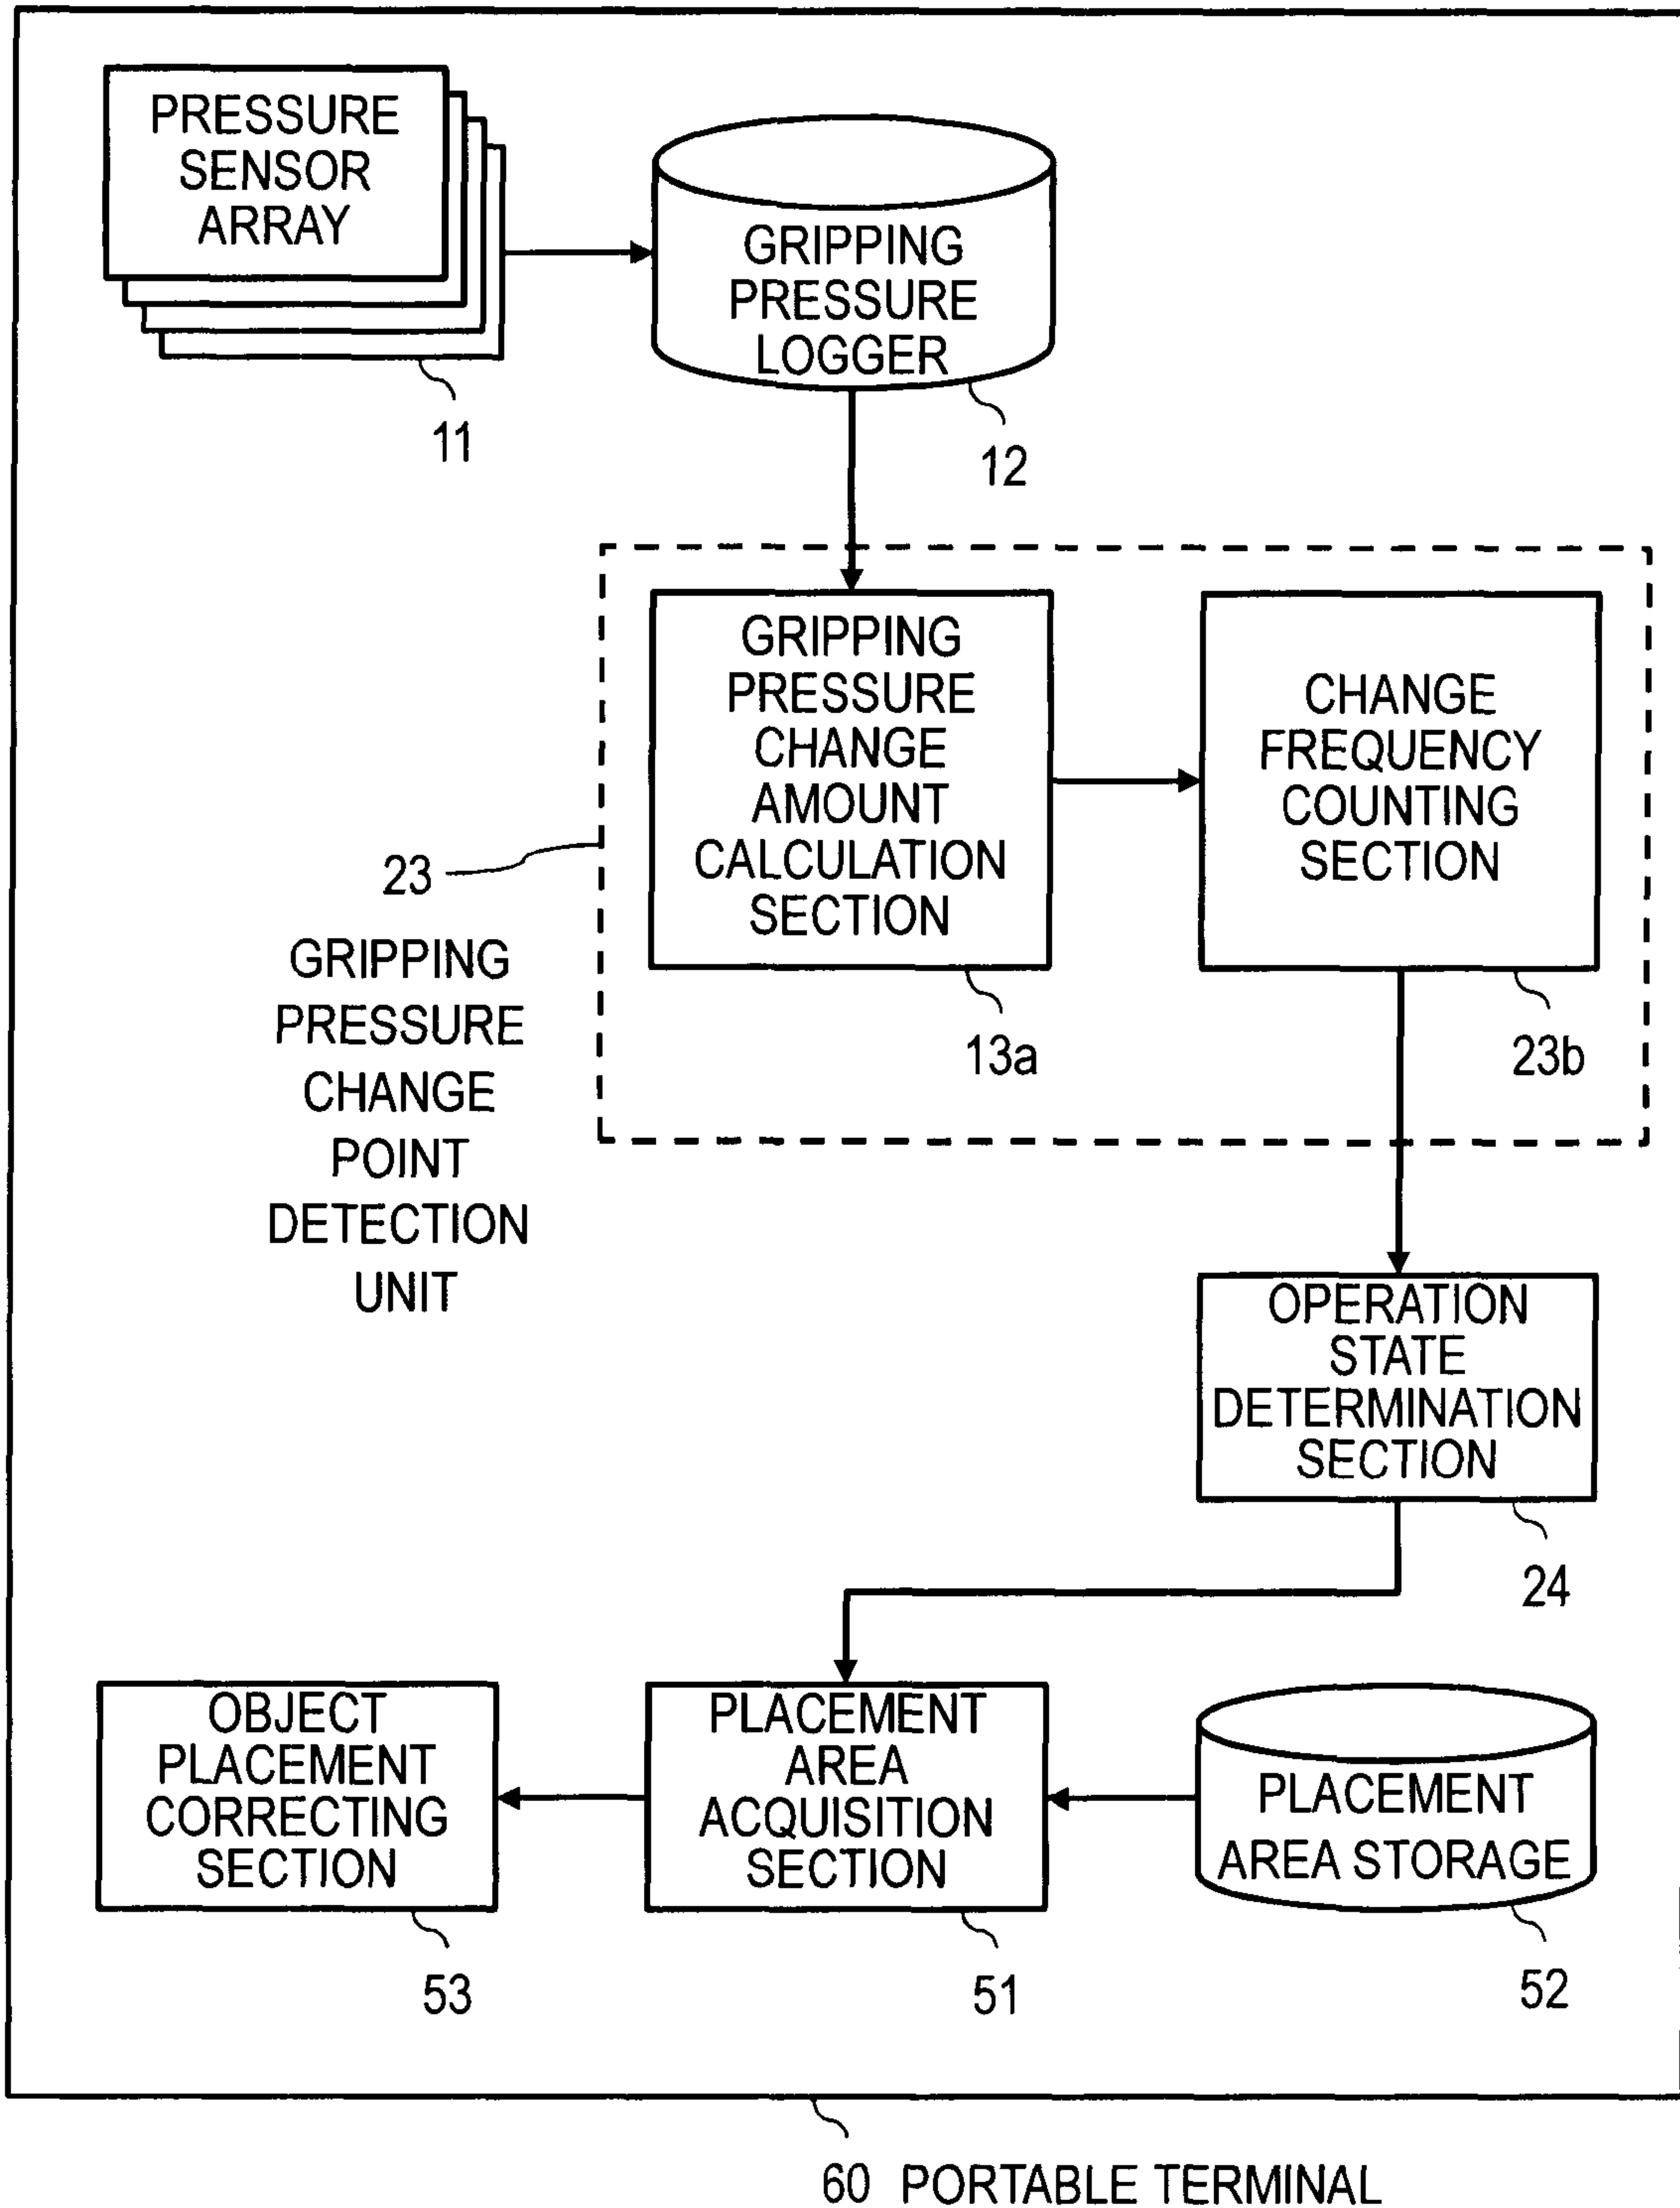 PRESSURE
SENSOR
ARRAY
11
GRIPPING
PRESSURE
LOGGER
12
GRIPPING
PRESSURE
CHANGE
AMOUNT
CALCULATION
SECTION
13a
CHANGE
FREQUENCY
COUNTING
SECTION
23b
23
GRIPPING
PRESSURE
CHANGE
POINT
DETECTION
UNIT
OPERATION
STATE
DETERMINATION
SECTION
24
OBJECT
PLACEMENT
CORRECTING
SECTION
53
PLACEMENT
AREA
ACQUISITION
SECTION
51
PLACEMENT
AREA STORAGE
52
60 PORTABLE TERMINAL